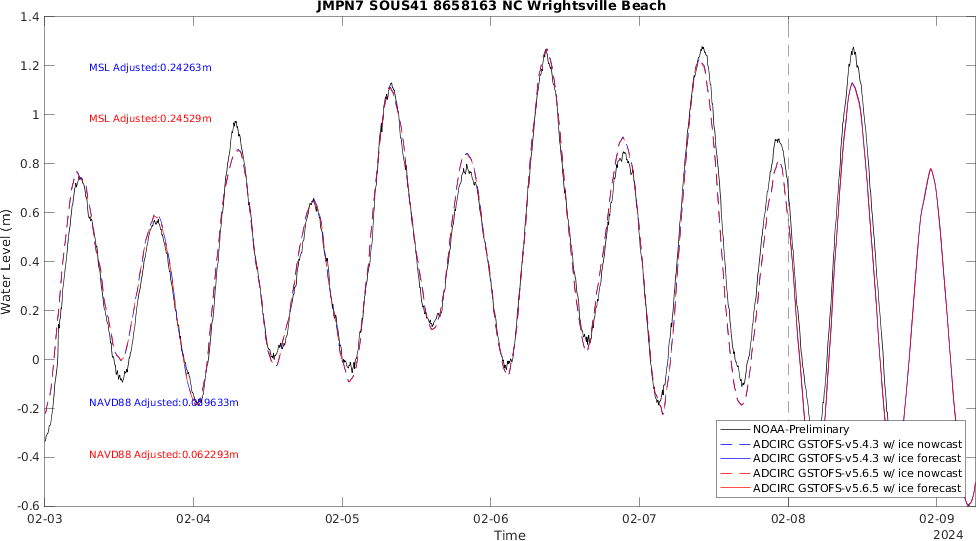 JMPN7 SOUS41 8658163 NC Wrightsville Beach
1.4
1.2
1
0.8
0.6
0.4
0.2
0
-0.2
-0.4
-0.6
Water Level (m)
MSL Adjusted:0.24263m
MSL Adjusted:0.24529m
NAVD88 Adjusted:0.059633m
NAVD88 Adjusted:0.062293m
NOAA-Preliminary
ADCIRC GSTOFS-v5.4.3 w/ ice nowcast
ADCIRC GSTOFS-v5.4.3 w/ ice forecast
ADCIRC GSTOFS-v5.6.5 w/ ice nowcast
ADCIRC GSTOFS-v5.6.5 w/ ice forecast
02-03 02-04 02-05 02-06 02-07 02-08 02-09
Time
2024